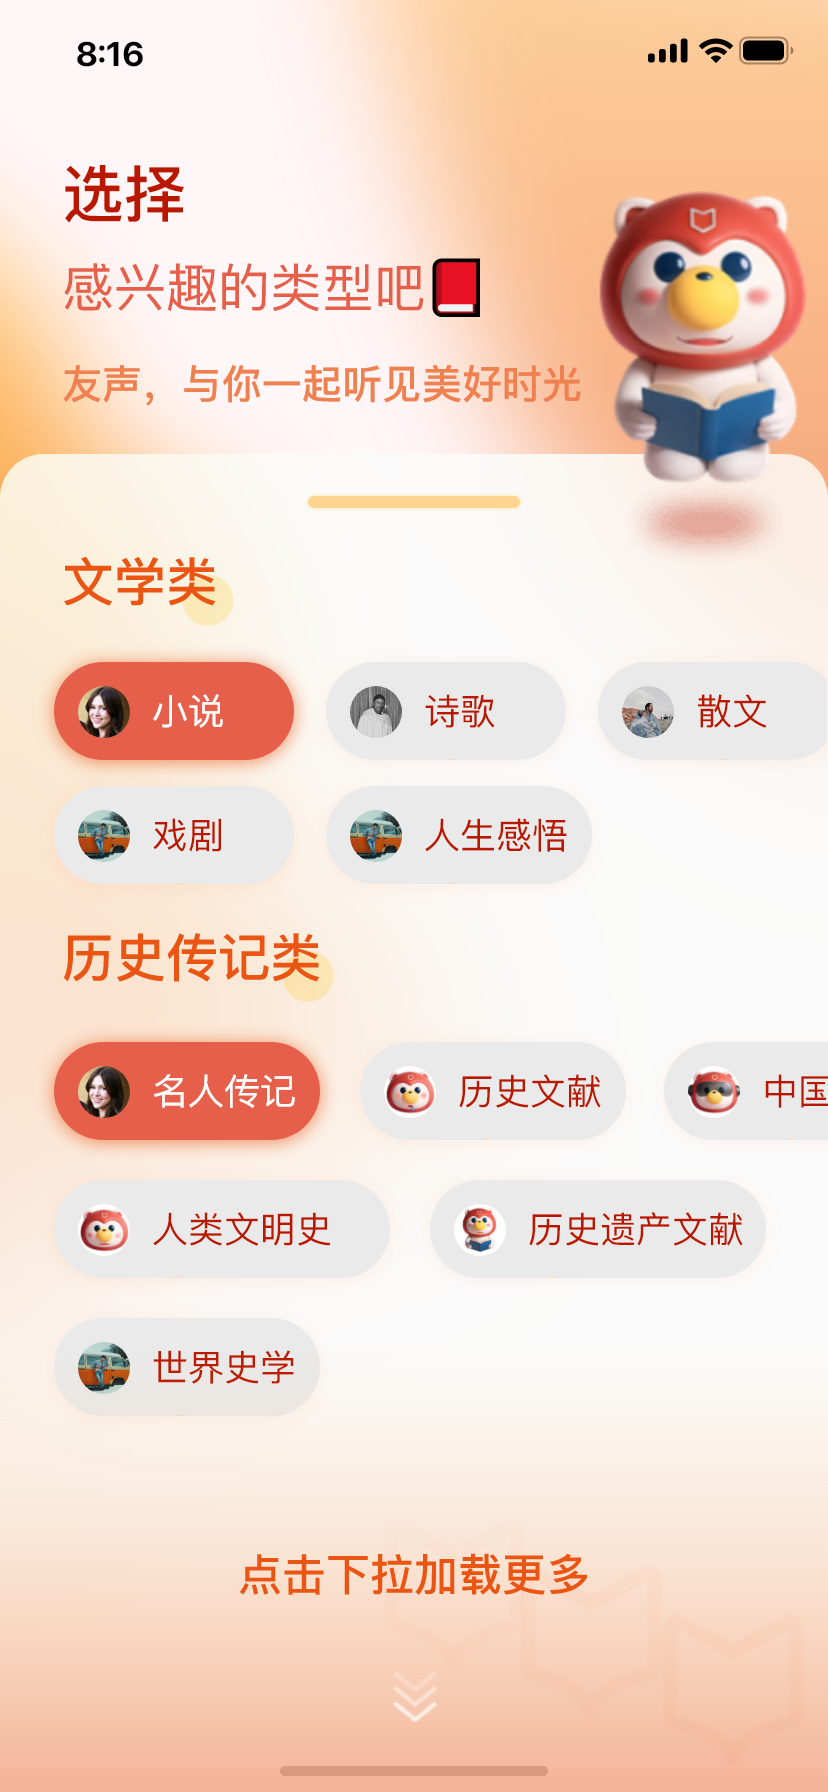 8:16
选择
感兴趣的类型吧
友声，与你一起听见美好时光
文学类
小说 诗歌 散文
戏剧 人生感悟
历史传记类
名人传记 历史文献 中国
人类文明史 历史遗产文献
世界史学
点击下拉加载更多